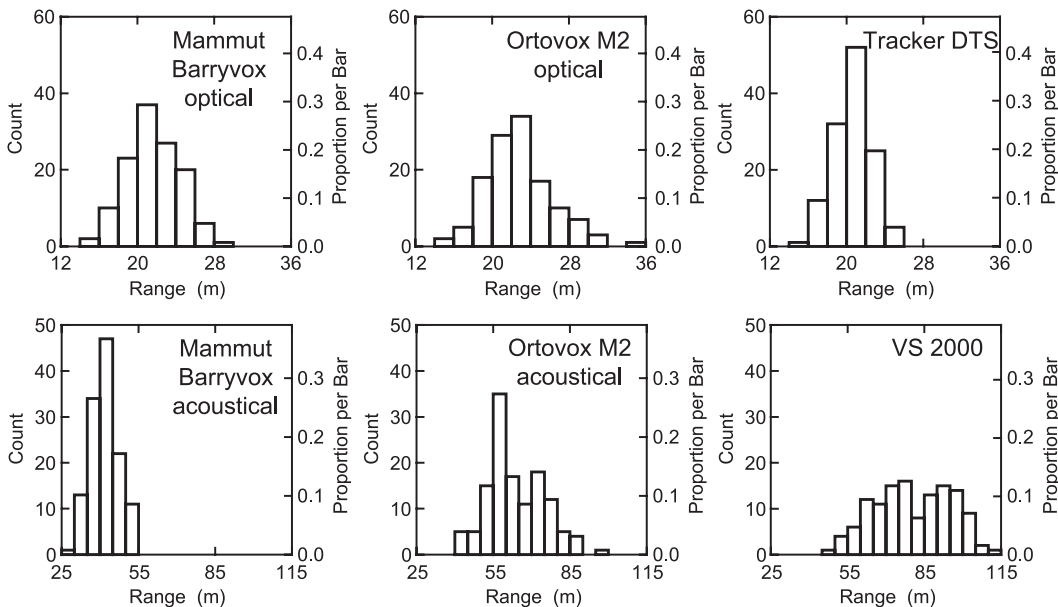 60
40
20
0
Count
Mammut
Barryvox
optical
0.4
0.3
0.2
0.1
0.0
Proportion per Bar
12 20 28 36
Range (m)
60
40
20
0
Count
Ortovox M2
optical
0.4
0.3
0.2
0.1
0.0
Proportion per Bar
12 20 28 36
Range (m)
60
40
20
0
Count
Tracker DTS
0.4
0.3
0.2
0.1
0.0
Proportion per Bar
12 20 28 36
Range (m)
50
40
30
20
10
0
Count
Mammut
Barryvox
acoustical
0.3
0.2
0.1
0.0
Proportion per Bar
25 55 85 115
Range (m)
50
40
30
20
10
0
Count
Ortovox M2
acoustical
0.3
0.2
0.1
0.0
Proportion per Bar
25 55 85 115
Range (m)
50
40
30
20
10
0
Count
VS 2000
0.3
0.2
0.1
0.0
Proportion per Bar
25 55 85 115
Range (m)